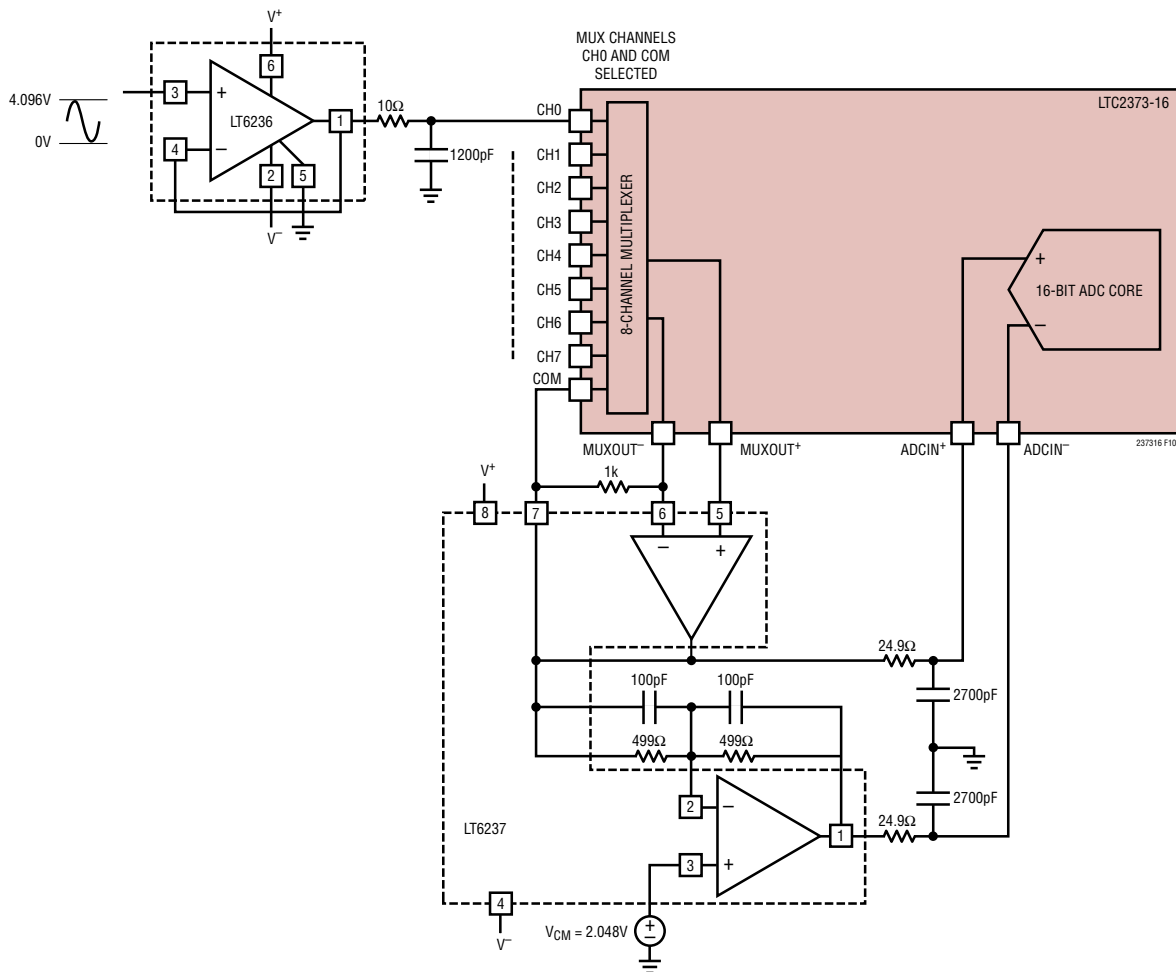 V+
6
4.096V
0V
3
+
LT6236
4
−
1
2
5
V−
10Ω
1200pF
MUX CHANNELS
CH0 AND COM
SELECTED
LTC2373-16
CH0
CH1
CH2
CH3
CH4
CH5
CH6
CH7
COM
8-CHANNEL MULTIPLEXER
+
16-BIT ADC CORE
−
MUXOUT−
MUXOUT+
ADCIN+
ADCIN−
237316 F10
1k
V+
8
7
6
5
−
+
24.9Ω
100pF
100pF
2700pF
499Ω
499Ω
2700pF
2
−
LT6237
1
24.9Ω
3
+
4
V−
VCM = 2.048V
+
−